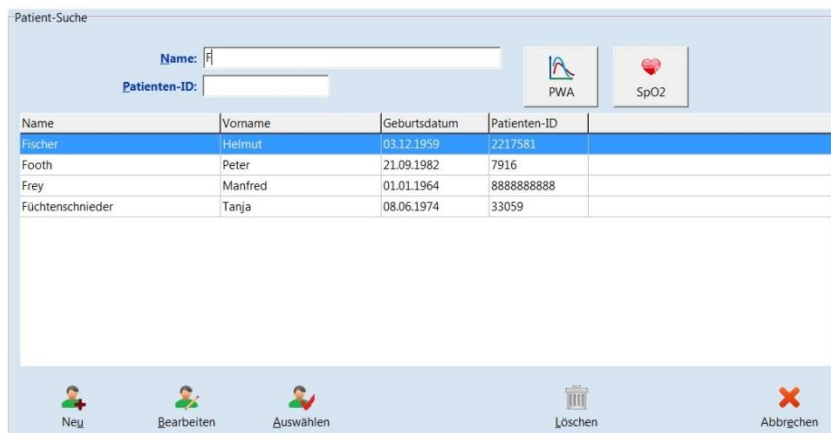 Patient-Suche
Name: F
Patienten-ID:
PWA SpO2
Name Vorname Geburtsdatum Patienten-ID
Fischer Helmut 03.12.1959 2217581
Footh Peter 21.09.1982 7916
Frey Manfred 01.01.1964 8888888888
Füchtenschnieder Tanja 08.06.1974 33059
Neu Bearbeiten Auswählen Löschen Abbrechen